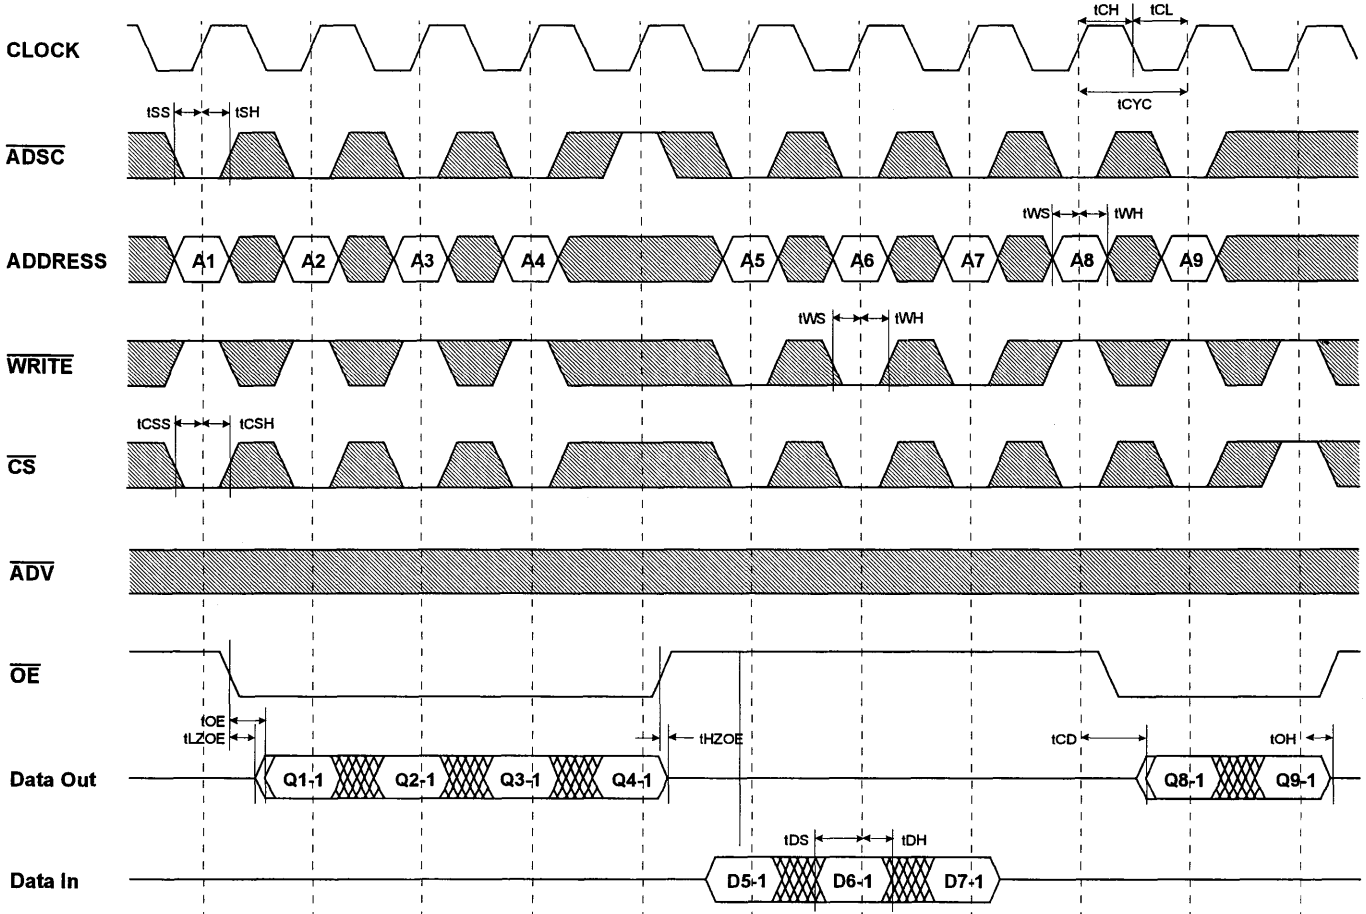 tCH tCL
CLOCK
tCYC
tSS tSH
ADSC
tWS tWH
ADDRESS A1 A2 A3 A4 A5 A6 A7 A8 A9
tWS tWH
WRITE
tCSS tCSH
CS
ADV
OE
tOE
tLZOE tHZOE tCD tOH
Data Out Q1-1 Q2-1 Q3-1 Q4-1 Q8-1 Q9-1
tDS tDH
Data In D5-1 D6-1 D7-1